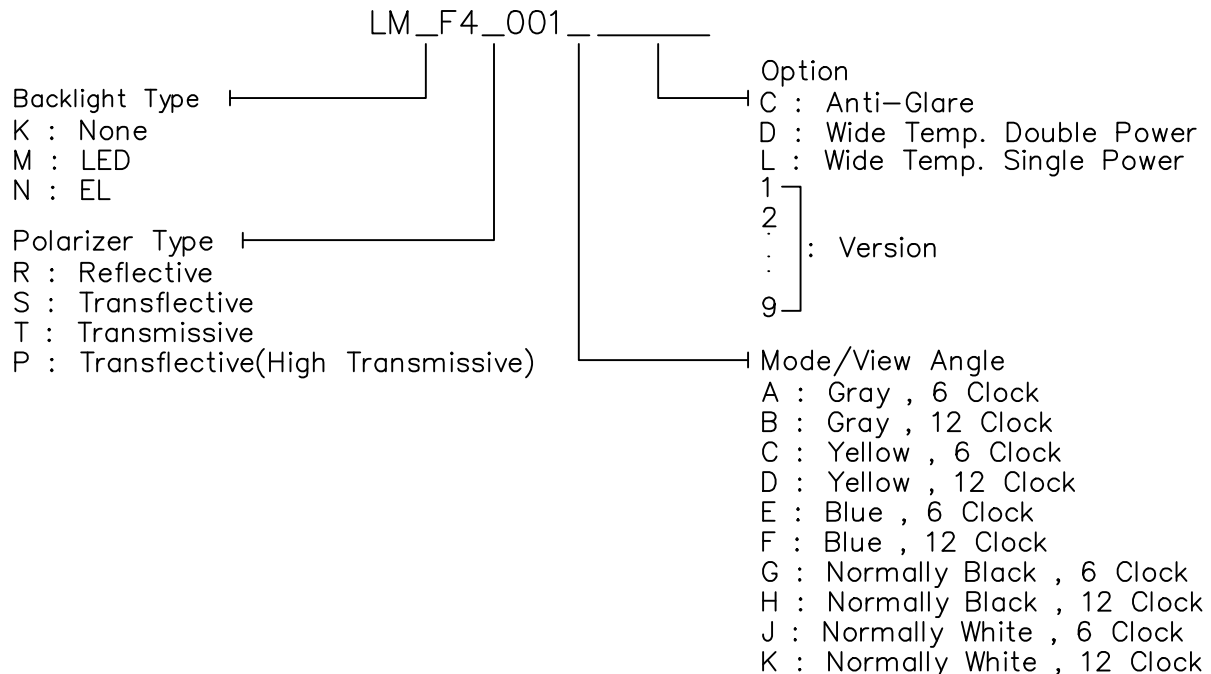 LM_F4_001_ ______
Backlight Type
K : None
M : LED
N : EL
Polarizer Type
R : Reflective
S : Transflective
T : Transmissive
P : Transflective(High Transmissive)
Option
C : Anti-Glare
D : Wide Temp. Double Power
L : Wide Temp. Single Power
1
2
.
.
.
9
: Version
Mode/View Angle
A : Gray , 6 Clock
B : Gray , 12 Clock
C : Yellow , 6 Clock
D : Yellow , 12 Clock
E : Blue , 6 Clock
F : Blue , 12 Clock
G : Normally Black , 6 Clock
H : Normally Black , 12 Clock
J : Normally White , 6 Clock
K : Normally White , 12 Clock